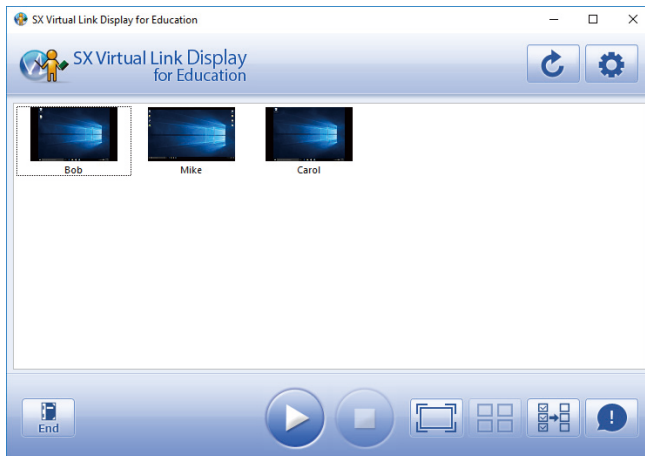 SX Virtual Link Display for Education
SX Virtual Link Display
for Education
Bob
Mike
Carol
End